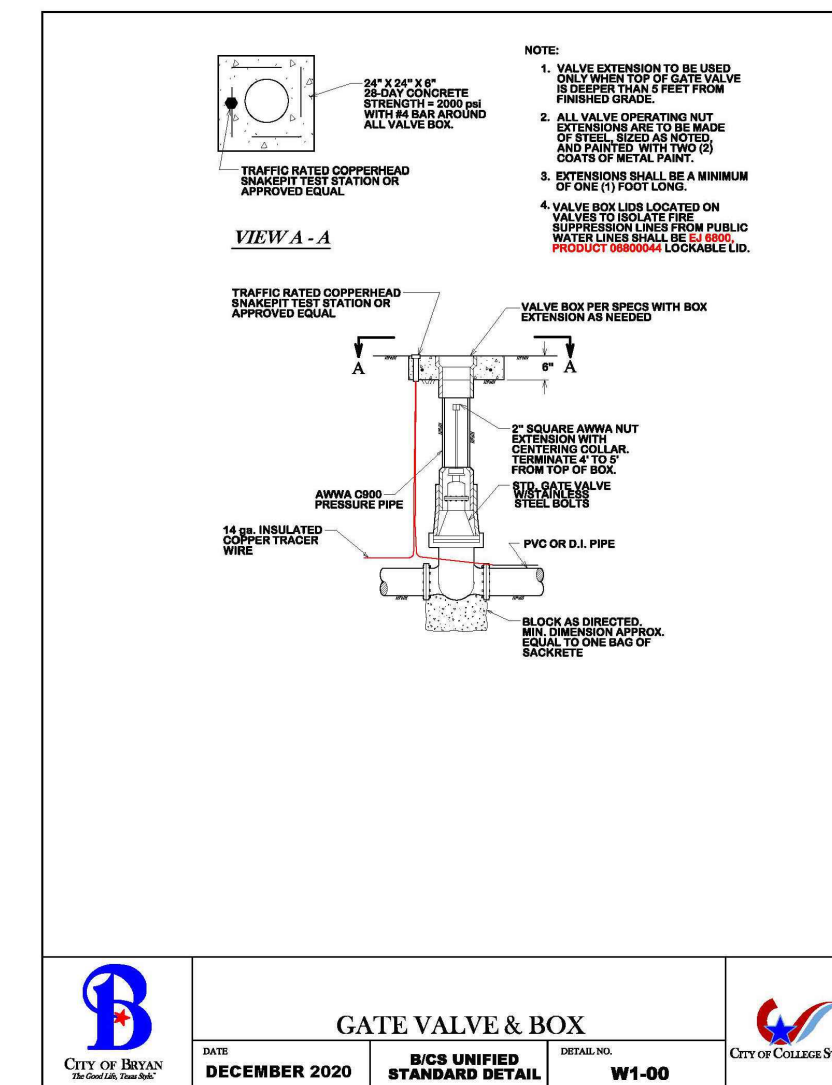 24" X 24" X 6"
28-DAY CONCRETE
STRENGTH = 2000 psi
WITH #4 BAR AROUND
ALL VALVE BOX.
TRAFFIC RATED COPPERHEAD
SNAKEPIT TEST STATION OR
APPROVED EQUAL
VIEW A - A
NOTE:
1. VALVE EXTENSION TO BE USED
ONLY WHEN TOP OF GATE VALVE
IS DEEPER THAN 5 FEET FROM
FINISHED GRADE.
2. ALL VALVE OPERATING NUT
EXTENSIONS ARE TO BE MADE
OF STEEL, SIZED AS NOTED,
AND PAINTED WITH TWO (2)
COATS OF METAL PAINT.
3. EXTENSIONS SHALL BE A MINIMUM
OF ONE (1) FOOT LONG.
4. VALVE BOX LIDS LOCATED ON
VALVES TO ISOLATE FIRE
SUPPRESSION LINES FROM PUBLIC
WATER LINES SHALL BE EJ 6800,
PRODUCT 06800044 LOCKABLE LID.
TRAFFIC RATED COPPERHEAD
SNAKEPIT TEST STATION OR
APPROVED EQUAL
VALVE BOX PER SPECS WITH BOX
EXTENSION AS NEEDED
A
6"
A
2" SQUARE AWWA NUT
EXTENSION WITH
CENTERING COLLAR.
TERMINATE 4' TO 5'
FROM TOP OF BOX.
STD. GATE VALVE
W/STAINLESS
STEEL BOLTS
AWWA C900
PRESSURE PIPE
14 ga. INSULATED
COPPER TRACER
WIRE
PVC OR D.I. PIPE
BLOCK AS DIRECTED.
MIN. DIMENSION APPROX.
EQUAL TO ONE BAG OF
SACKRETE
B
CITY OF BRYAN
The Good Life, Texas Style.
GATE VALVE & BOX
DATE
DECEMBER 2020
B/CS UNIFIED
STANDARD DETAIL
DETAIL NO.
W1-00
CITY OF COLLEGE